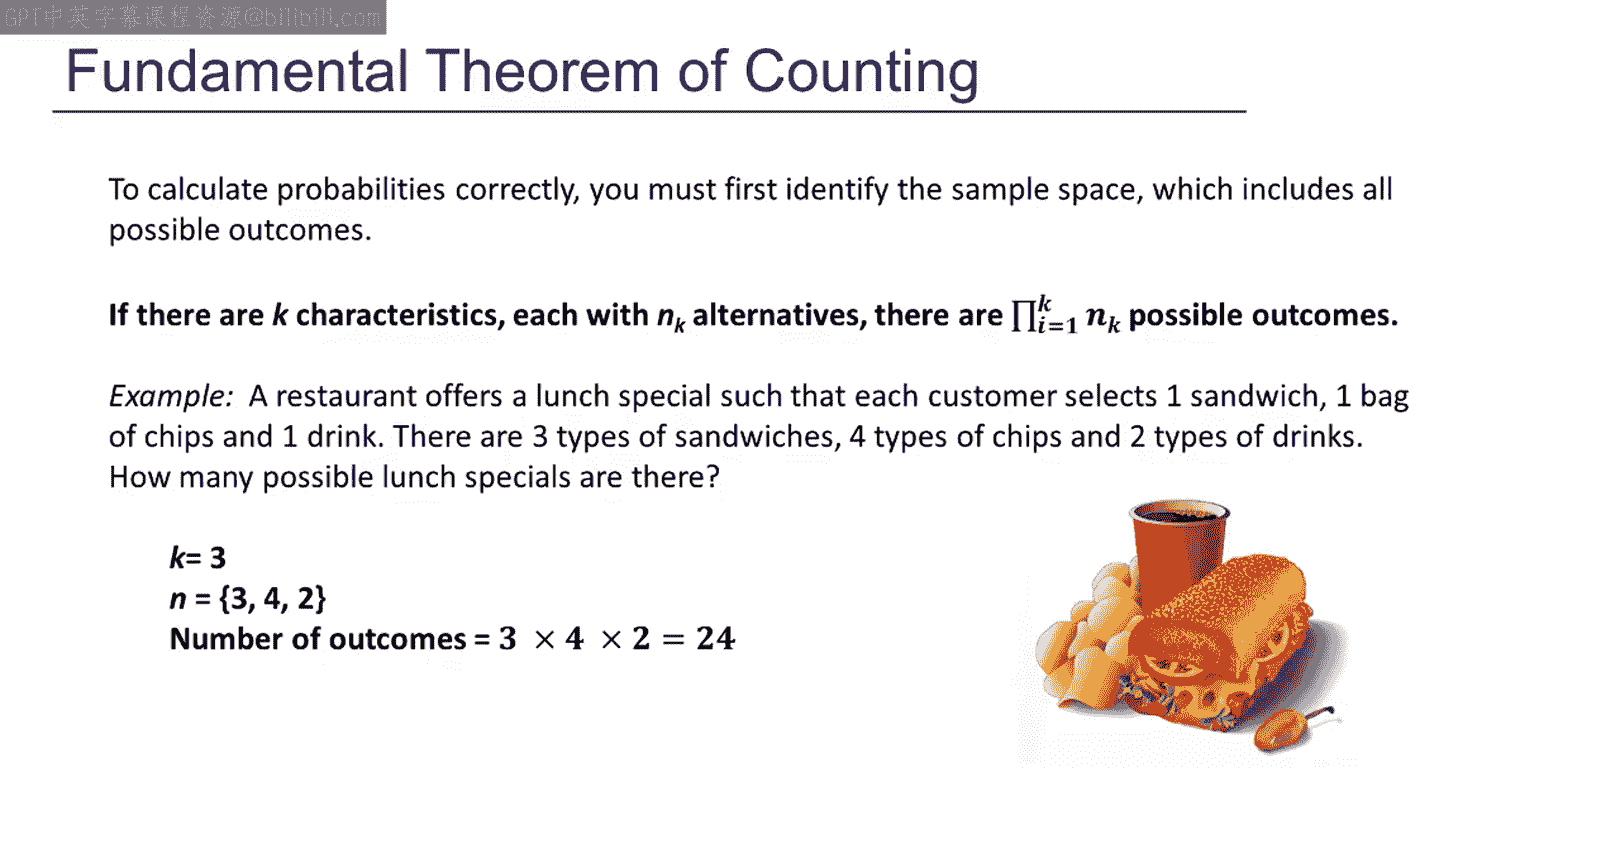 GPT中英字幕课程资源@bilibili.com
Fundamental Theorem of Counting
To calculate probabilities correctly, you must first identify the sample space, which includes all
possible outcomes.
If there are k characteristics, each with nₖ alternatives, there are ∏ᵏᵢ₌₁ nₖ possible outcomes.
Example: A restaurant offers a lunch special such that each customer selects 1 sandwich, 1 bag
of chips and 1 drink. There are 3 types of sandwiches, 4 types of chips and 2 types of drinks.
How many possible lunch specials are there?
k= 3
n = {3, 4, 2}
Number of outcomes = 3 × 4 × 2 = 24